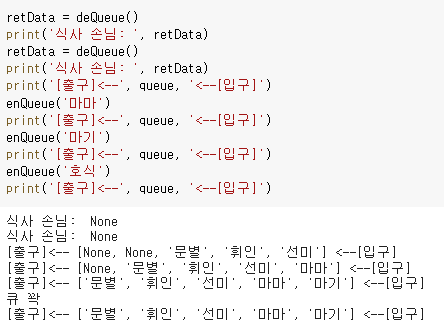 retData = deQueue()
print('식사 손님: ', retData)
retData = deQueue()
print('식사 손님: ', retData)
print('[출구]<--', queue, '<--[입구]')
enQueue('마마')
print('[출구]<--', queue, '<--[입구]')
enQueue('마기')
print('[출구]<--', queue, '<--[입구]')
enQueue('호식')
print('[출구]<--', queue, '<--[입구]')
식사 손님:  None
식사 손님:  None
[출구]<-- [None, None, '문별', '휘인', '선미'] <--[입구]
[출구]<-- [None, '문별', '휘인', '선미', '마마'] <--[입구]
[출구]<-- ['문별', '휘인', '선미', '마마', '마기'] <--[입구]
큐 꽉
[출구]<-- ['문별', '휘인', '선미', '마마', '마기'] <--[입구]